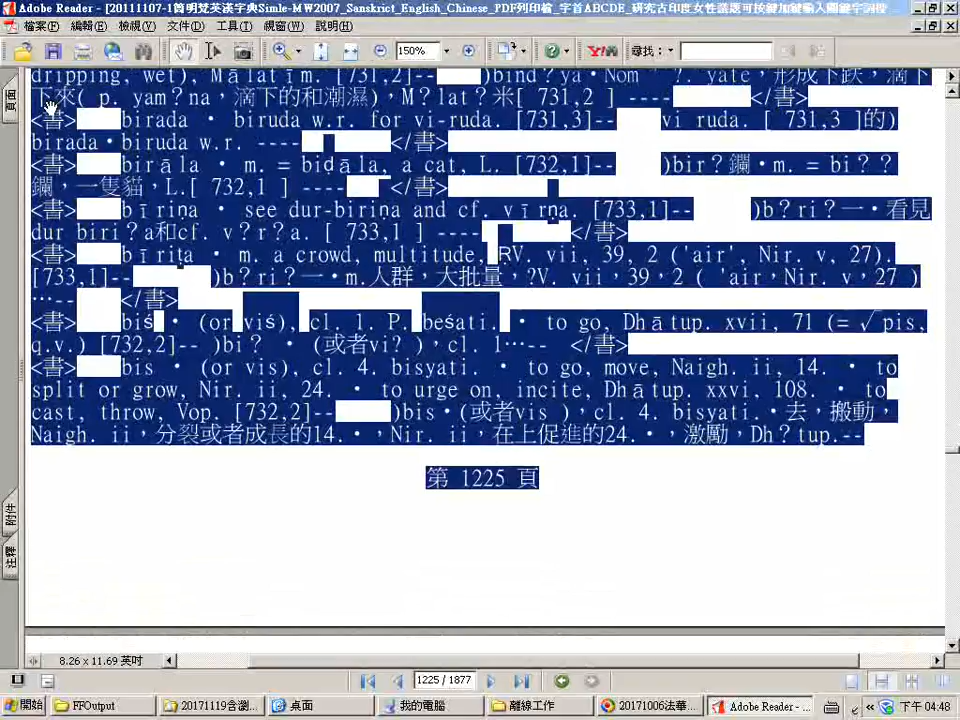 Adobe Reader - [20111107-1簡明梵英漢字典Simle-MW2007_Sanskrict_English_Chinese_PDF列印檔_字首ABCDE_研究古印度女性議題可按鍵加鍵輸入關鍵字詞搜
檔案(F) 編輯(E) 檢視(V) 文件(D) 工具(T) 視窗(W) 說明(H)
150% Y! 尋找:
頁面
附件
註釋
dripping, wet), Mālatīm. [731,2]-- )bind?ya·Nom，?. yate，形成下跌，滴下
下來( p. yam?na，滴下的和潮濕)，M?lat?米[ 731,2 ] ---- </書>
<書> birada · biruda w.r. for vi-ruda. [731,3]-- vi ruda. [ 731,3 ]的)
birada·biruda w.r. ---- </書>
<書> birāla · m. = biḍāla, a cat, L. [732,1]-- )bir?鑭·m. = bi??
鑭，一隻貓，L.[ 732,1 ] ---- </書>
<書> bīriṇa · see dur-biriṇa and cf. vīrṇa. [733,1]-- )b?ri?一·看見
dur biri?a和cf. v?r?a. [ 733,1 ] ---- </書>
<書> bīriṭa · m. a crowd, multitude, ṚV. vii, 39, 2 ('air', Nir. v, 27).
[733,1]-- )b?ri?一·m.人群，大批量，?V. vii，39，2 ( 'air，Nir. v，27 )
…-- </書>
<書> biś · (or viś), cl. 1. P. beśati. · to go, Dhātup. xvii, 71 (= √pis,
q.v.) [732,2]-- )bi? · (或者vi? )，cl. 1…-- </書>
<書> bis · (or vis), cl. 4. bisyati. · to go, move, Naigh. ii, 14. · to
split or grow, Nir. ii, 24. · to urge on, incite, Dhātup. xxvi, 108. · to
cast, throw, Vop. [732,2]-- )bis·(或者vis )，cl. 4. bisyati.·去，搬動，
Naigh. ii，分裂或者成長的14.·，Nir. ii，在上促進的24.·，激勵，Dh?tup.--
第 1225 頁
8.26 x 11.69 英吋
1225 / 1877
開始 FFOutput 20171119含瀏... 桌面 我的電腦 離線工作 20171006法華... Adobe Reader -... 下午 04:48